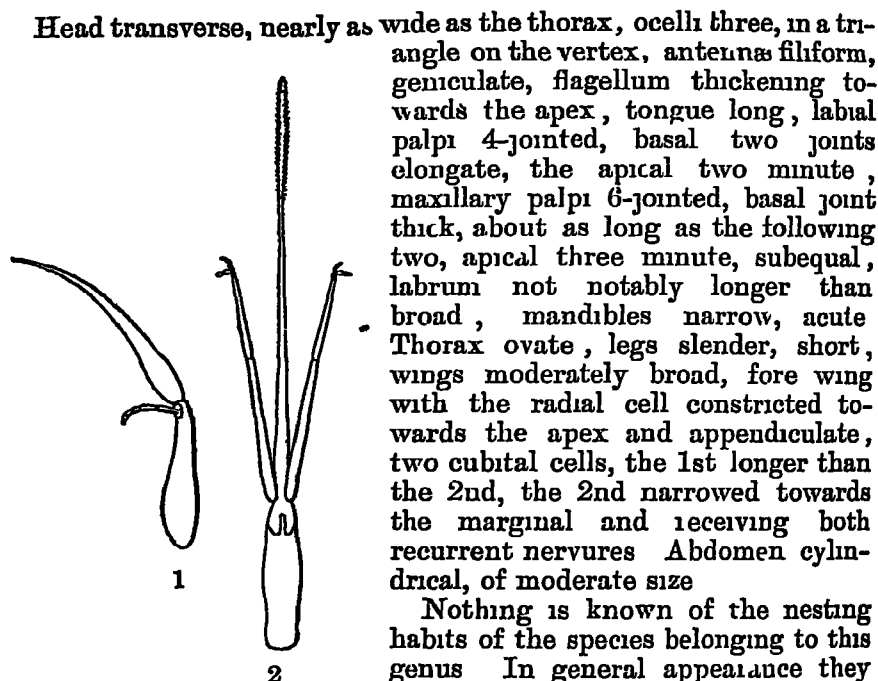 Head transverse, nearly as wide as the thorax, ocelli three, in a tri-
angle on the vertex, antennæ filiform,
geniculate, flagellum thickening to-
wards the apex, tongue long, labial
palpi 4-jointed, basal two joints
elongate, the apical two minute,
maxillary palpi 6-jointed, basal joint
thick, about as long as the following
two, apical three minute, subequal,
labrum not notably longer than
broad, mandibles narrow, acute
Thorax ovate, legs slender, short,
wings moderately broad, fore wing
with the radial cell constricted to-
wards the apex and appendiculate,
two cubital cells, the 1st longer than
the 2nd, the 2nd narrowed towards
the marginal and receiving both
recurrent nervures Abdomen cylin-
drical, of moderate size
Nothing is known of the nesting
habits of the species belonging to this
genus In general appearance they
1
2